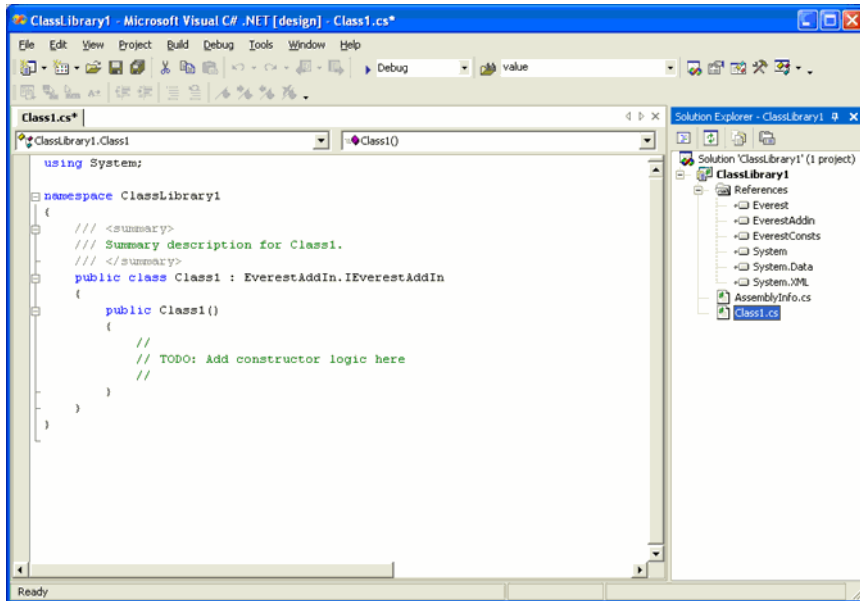 ClassLibrary1 - Microsoft Visual C# .NET [design] - Class1.cs*
File Edit View Project Build Debug Tools Window Help
Debug value
Class1.cs*
ClassLibrary1.Class1 Class1()
using System;
namespace ClassLibrary1
{
/// <summary>
/// Summary description for Class1.
/// </summary>
public class Class1 : EverestAddIn.IEverestAddIn
{
public Class1()
{
//
// TODO: Add constructor logic here
//
}
}
}
Solution Explorer - ClassLibrary1
Solution 'ClassLibrary1' (1 project)
ClassLibrary1
References
Everest
EverestAddin
EverestConsts
System
System.Data
System.XML
AssemblyInfo.cs
Class1.cs
Ready